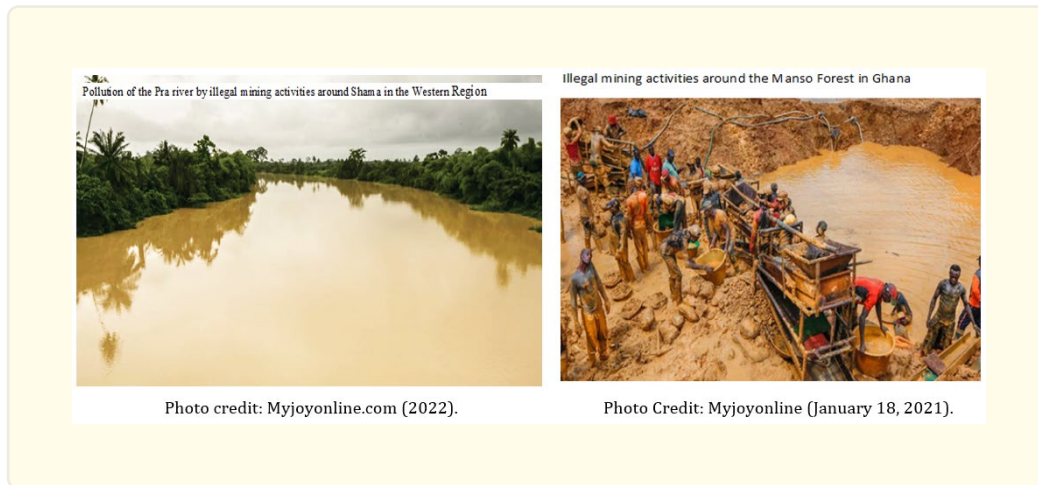 Pollution of the Pra river by illegal mining activities around Shama in the Western Region
Illegal mining activities around the Manso Forest in Ghana
Photo credit: Myjoyonline.com (2022).
Photo Credit: Myjoyonline (January 18, 2021).